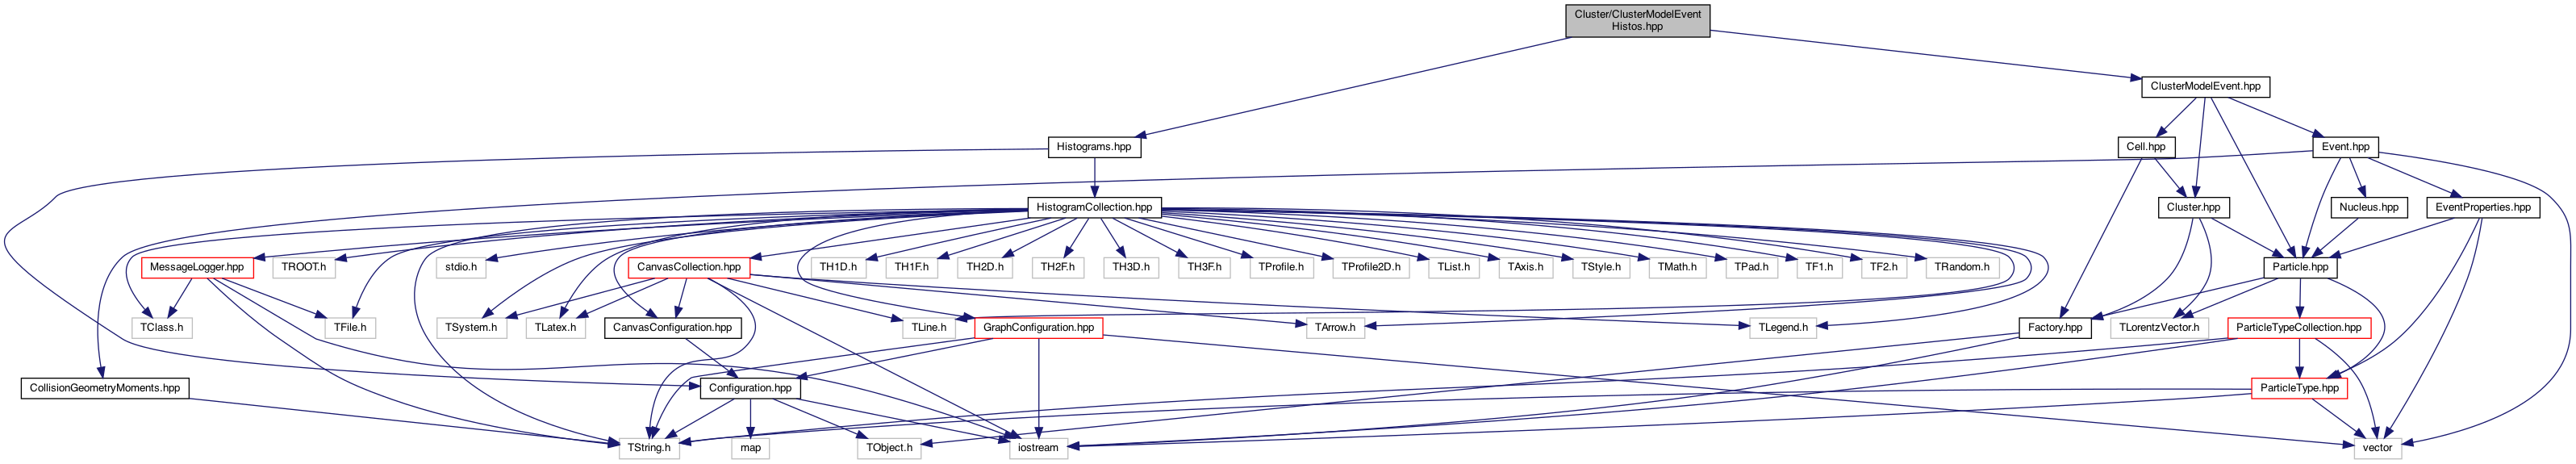 Cluster/ClusterModelEvent
Histos.hpp
ClusterModelEvent.hpp
Histograms.hpp
Cell.hpp
Event.hpp
HistogramCollection.hpp
Cluster.hpp
Nucleus.hpp
EventProperties.hpp
MessageLogger.hpp
TROOT.h
stdio.h
CanvasCollection.hpp
TH1D.h
TH1F.h
TH2D.h
TH2F.h
TH3D.h
TH3F.h
TProfile.h
TProfile2D.h
TList.h
TAxis.h
TStyle.h
TMath.h
TPad.h
TF1.h
TF2.h
TRandom.h
Particle.hpp
TClass.h
TFile.h
TSystem.h
TLatex.h
CanvasConfiguration.hpp
TLine.h
GraphConfiguration.hpp
TArrow.h
TLegend.h
Factory.hpp
TLorentzVector.h
ParticleTypeCollection.hpp
CollisionGeometryMoments.hpp
Configuration.hpp
ParticleType.hpp
TString.h
map
TObject.h
iostream
vector